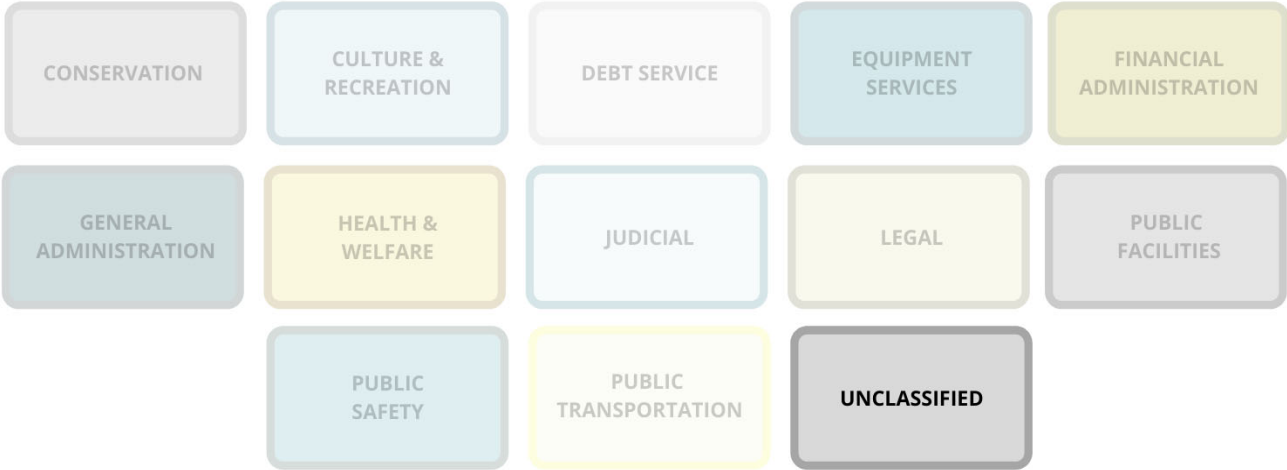 CONSERVATION
CULTURE &
RECREATION
DEBT SERVICE
EQUIPMENT
SERVICES
FINANCIAL
ADMINISTRATION
GENERAL
ADMINISTRATION
HEALTH &
WELFARE
JUDICIAL
LEGAL
PUBLIC
FACILITIES
PUBLIC
SAFETY
PUBLIC
TRANSPORTATION
UNCLASSIFIED